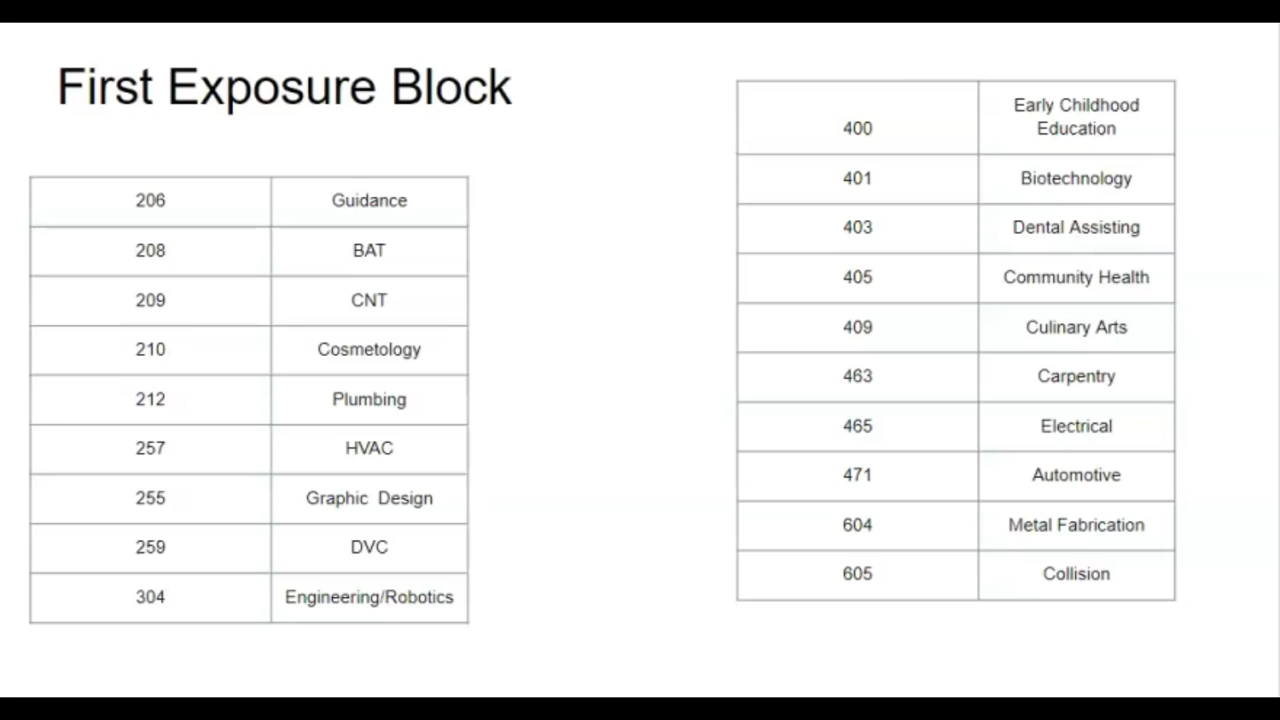 First Exposure Block
206 Guidance
208 BAT
209 CNT
210 Cosmetology
212 Plumbing
257 HVAC
255 Graphic Design
259 DVC
304 Engineering/Robotics
400 Early Childhood
Education
401 Biotechnology
403 Dental Assisting
405 Community Health
409 Culinary Arts
463 Carpentry
465 Electrical
471 Automotive
604 Metal Fabrication
605 Collision